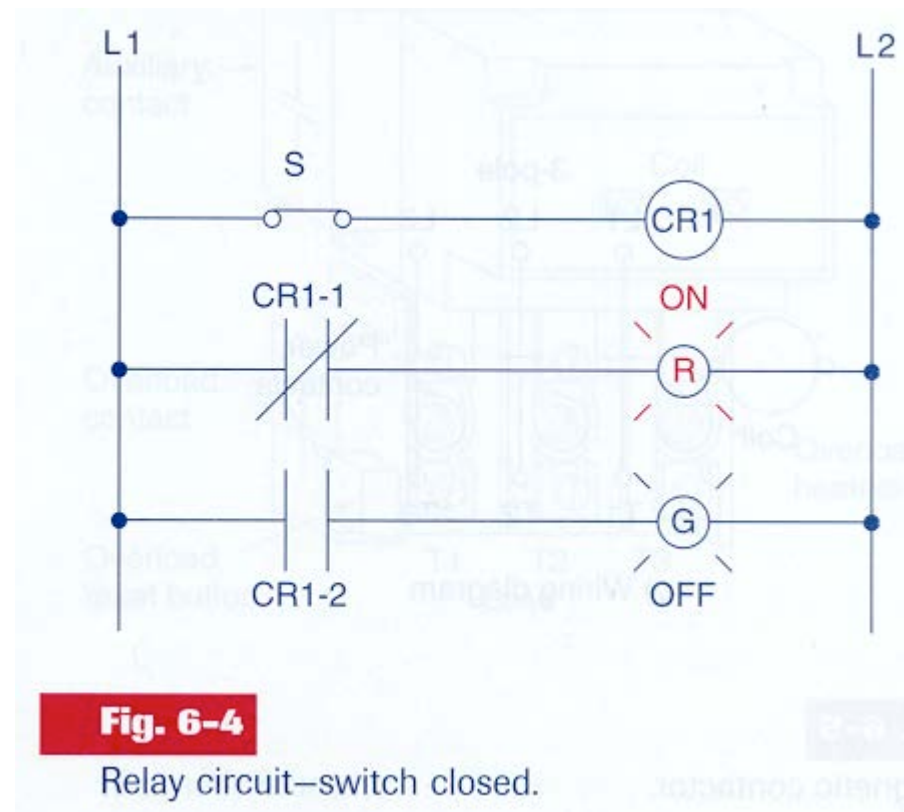 L1 L2
S
CR1
CR1-1
ON
R
G
CR1-2
OFF
Fig. 6-4
Relay circuit–switch closed.